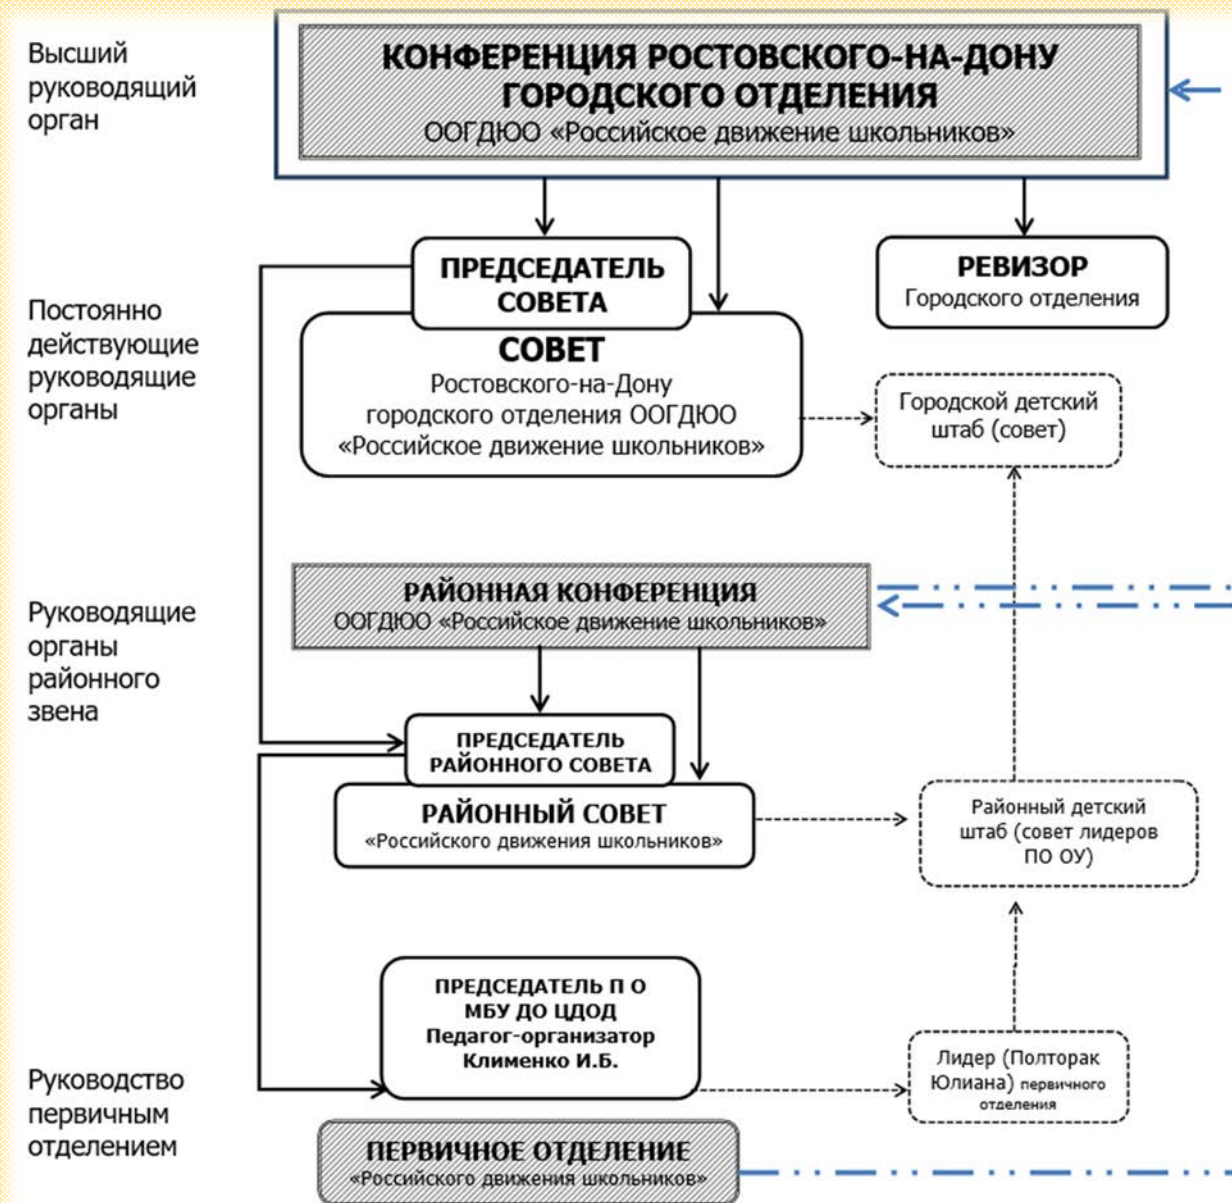 Высший
руководящий
орган
КОНФЕРЕНЦИЯ РОСТОВСКОГО-НА-ДОНУ
ГОРОДСКОГО ОТДЕЛЕНИЯ
ООГДЮО «Российское движение школьников»
Постоянно
действующие
руководящие
органы
ПРЕДСЕДАТЕЛЬ
СОВЕТА
РЕВИЗОР
Городского отделения
СОВЕТ
Ростовского-на-Дону
городского отделения ООГДЮО
«Российское движение школьников»
Городской детский
штаб (совет)
Руководящие
органы
районного
звена
РАЙОННАЯ КОНФЕРЕНЦИЯ
ООГДЮО «Российское движение школьников»
ПРЕДСЕДАТЕЛЬ
РАЙОННОГО СОВЕТА
РАЙОННЫЙ СОВЕТ
«Российского движения школьников»
Районный детский
штаб (совет лидеров
ПО ОУ)
Руководство
первичным
отделением
ПРЕДСЕДАТЕЛЬ П О
МБУ ДО ЦДОД
Педагог-организатор
Клименко И.Б.
Лидер (Полторак
Юлиана) первичного
отделения
ПЕРВИЧНОЕ ОТДЕЛЕНИЕ
«Российского движения школьников»